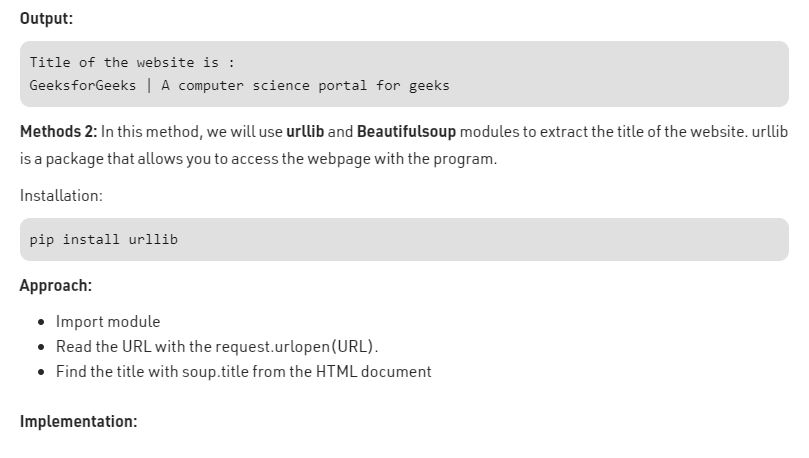 Output:
Title of the website is :
GeeksforGeeks | A computer science portal for geeks
Methods 2: In this method, we will use urllib and Beautifulsoup modules to extract the title of the website. urllib
is a package that allows you to access the webpage with the program.
Installation:
pip install urllib
Approach:
• Import module
• Read the URL with the request.urlopen(URL).
• Find the title with soup.title from the HTML document
Implementation: